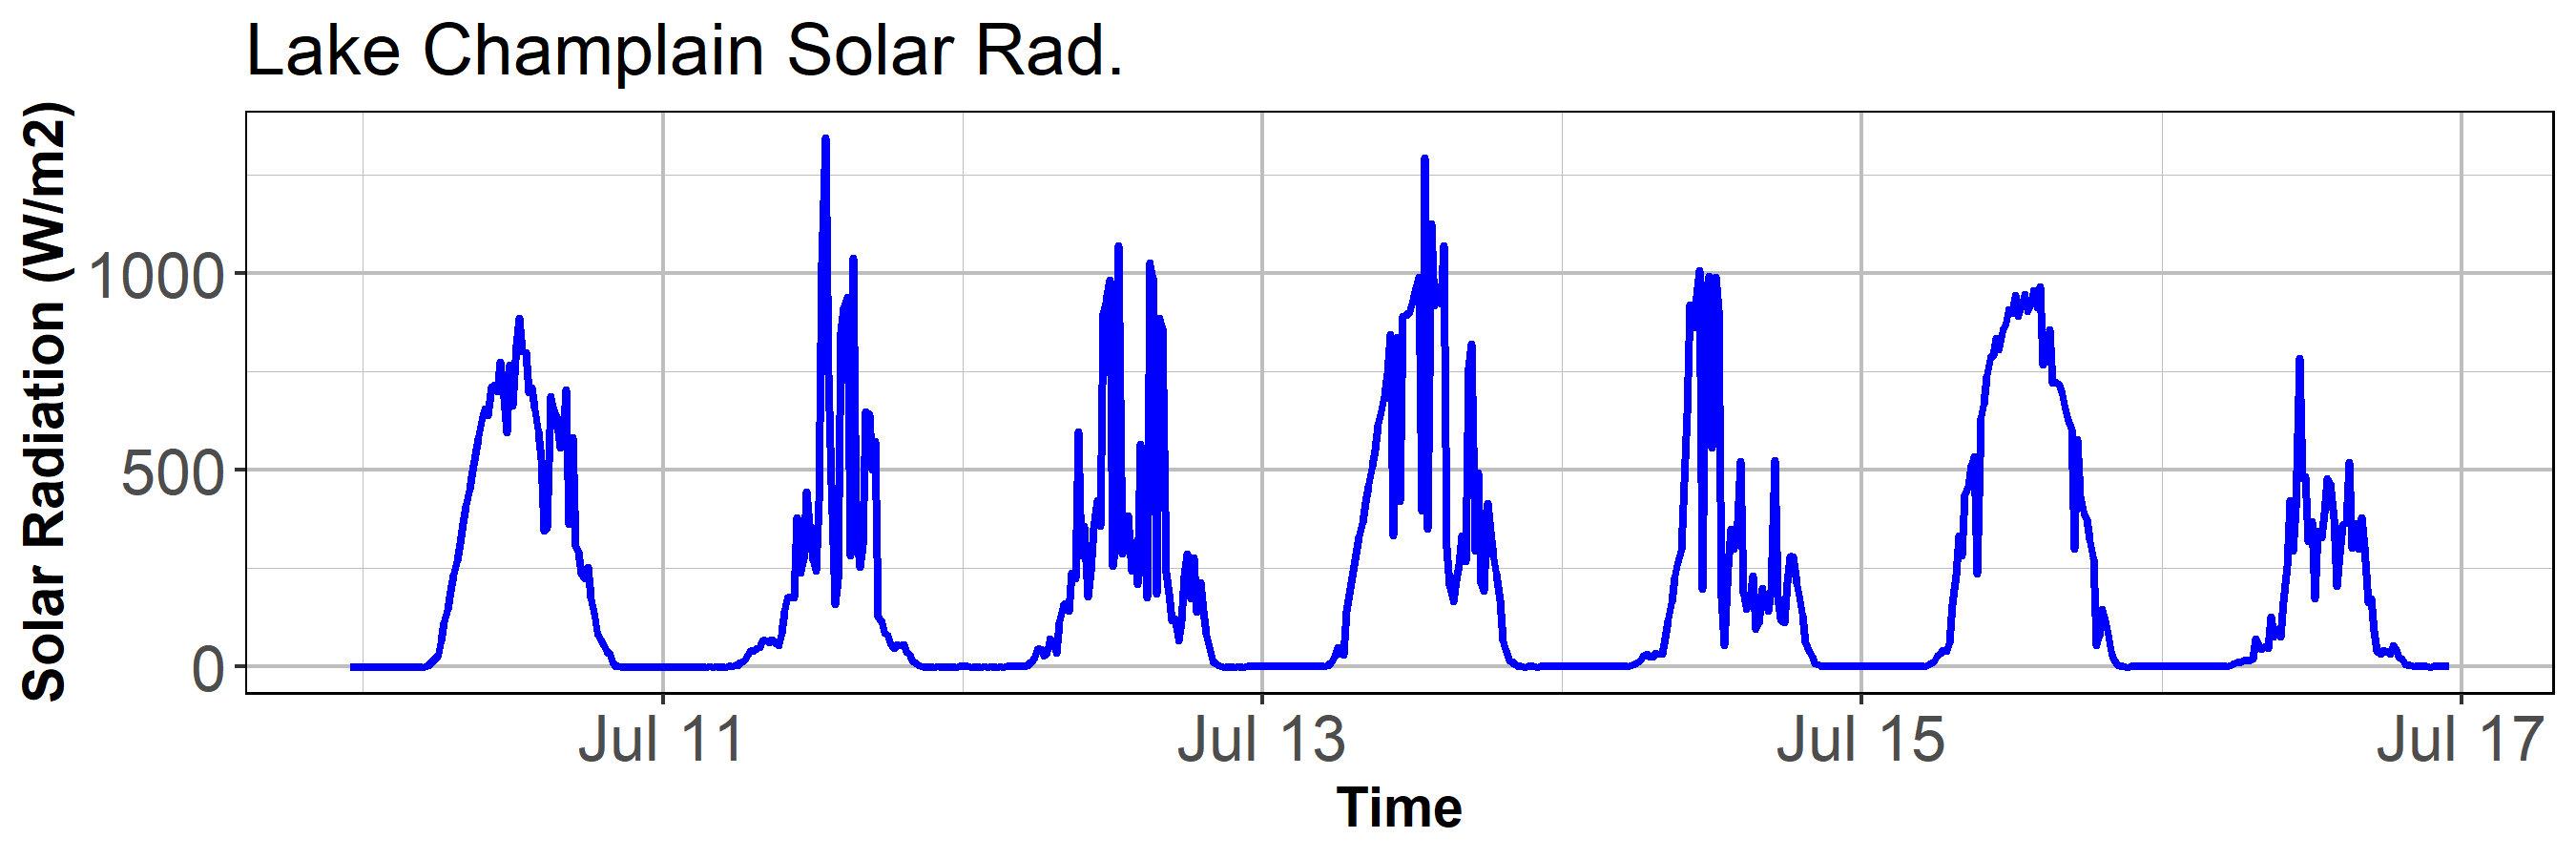 Lake Champlain Solar Rad.
Solar Radiation (W/m2)
1000
500
0
Jul 11
Jul 13
Jul 15
Jul 17
Time